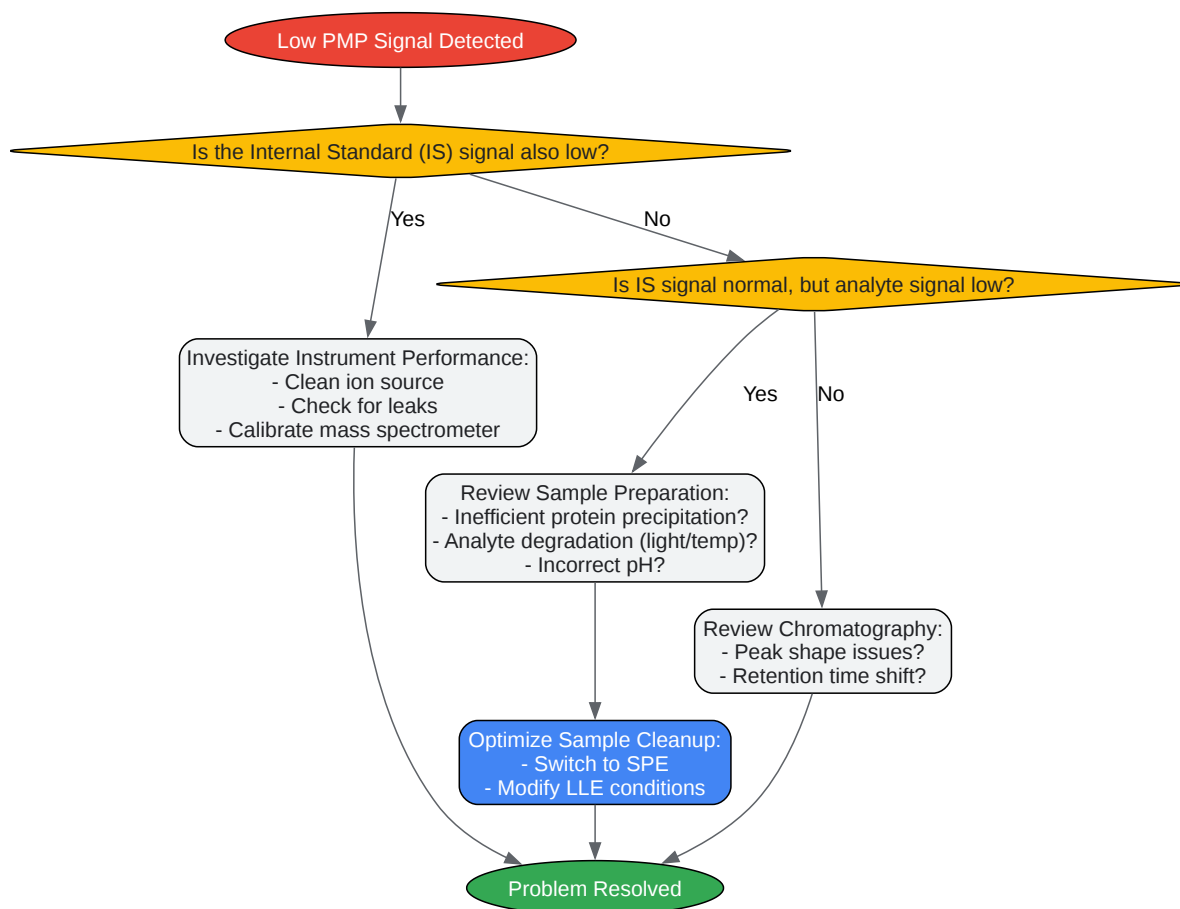 Low PMP Signal Detected
Is the Internal Standard (IS) signal also low?
Yes
No
Is IS signal normal, but analyte signal low?
Investigate Instrument Performance:
- Clean ion source
- Check for leaks
- Calibrate mass spectrometer
Yes
No
Review Sample Preparation:
- Inefficient protein precipitation?
- Analyte degradation (light/temp)?
- Incorrect pH?
Review Chromatography:
- Peak shape issues?
- Retention time shift?
Optimize Sample Cleanup:
- Switch to SPE
- Modify LLE conditions
Problem Resolved